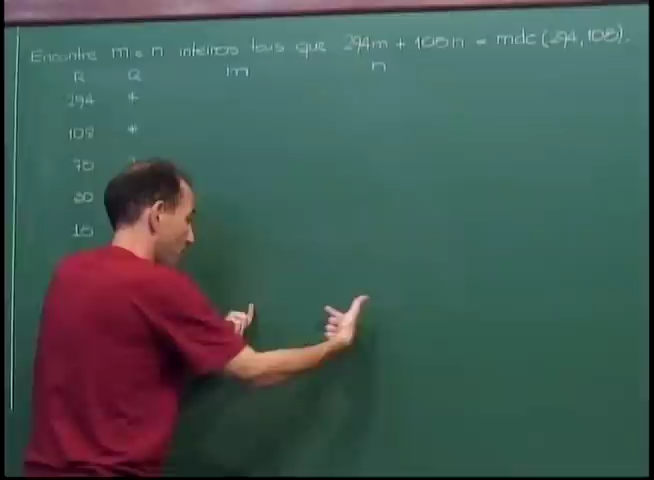 Encontre m e n inteiros tais que 294m + 108n = mdc(294,108).
R Q m n
294 *
108 *
78
30
18